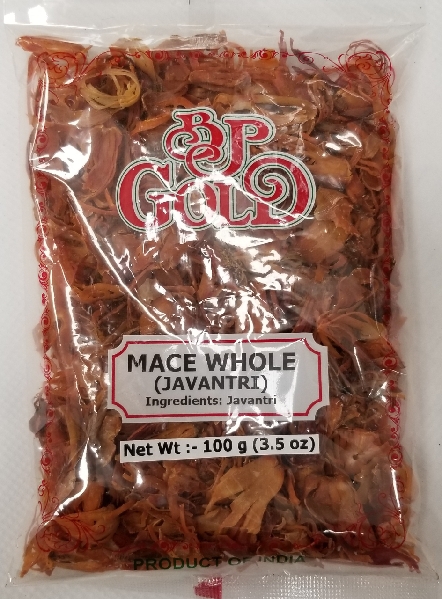 BP
GOLD
MACE WHOLE
(JAVANTRI)
Ingredients: Javantri
Net Wt :- 100 g (3.5 oz)
PRODUCT OF INDIA